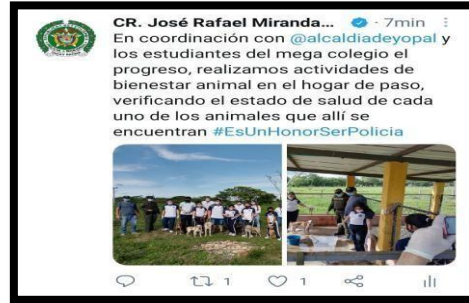 CR. José Rafael Miranda... · 7min
En coordinación con @alcaldiadeyopal y
los estudiantes del mega colegio el
progreso, realizamos actividades de
bienestar animal en el hogar de paso,
verificando el estado de salud de cada
uno de los animales que allí se
encuentran #EsUnHonorSerPolicia
1 1